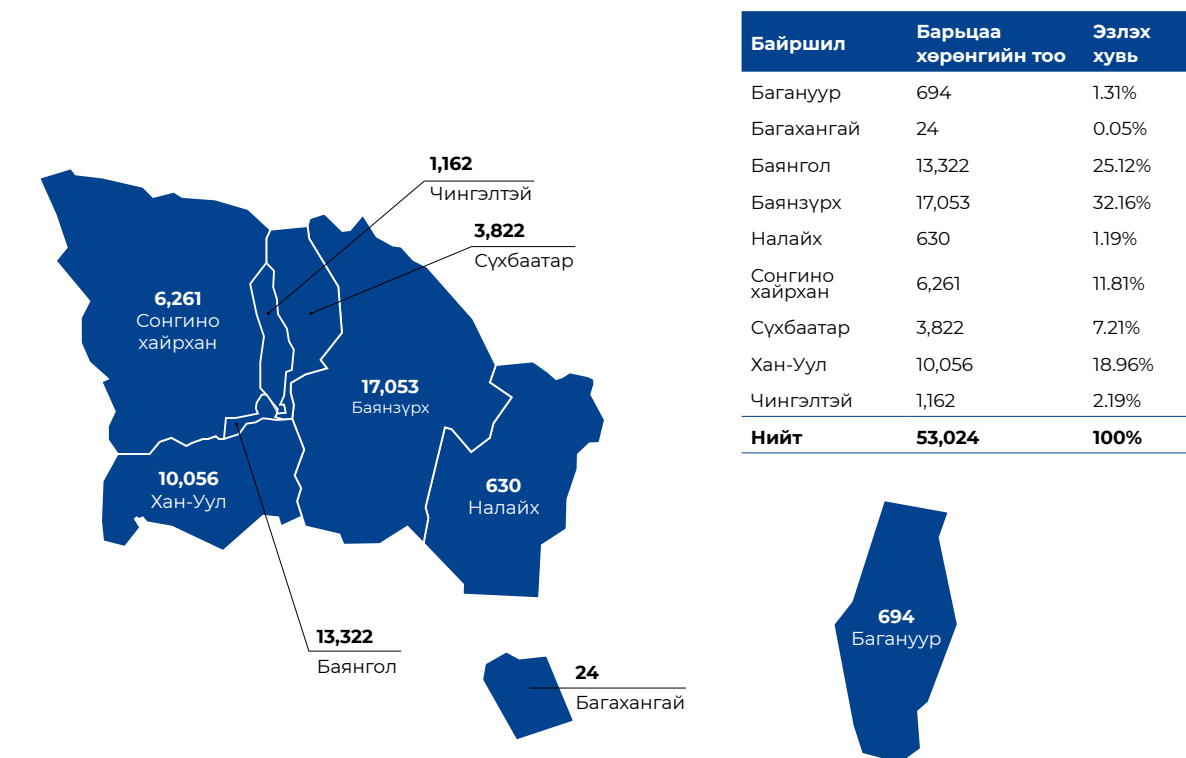 Байршил Барьцаа хөрөнгийн тоо Эзлэх хувь
Багануур 694 1.31%
Багахангай 24 0.05%
Баянгол 13,322 25.12%
Баянзүрх 17,053 32.16%
Налайх 630 1.19%
Сонгино хайрхан 6,261 11.81%
Сүхбаатар 3,822 7.21%
Хан-Уул 10,056 18.96%
Чингэлтэй 1,162 2.19%
Нийт 53,024 100%
1,162
Чингэлтэй
3,822
Сүхбаатар
6,261
Сонгино
хайрхан
17,053
Баянзүрх
10,056
Хан-Уул
630
Налайх
13,322
Баянгол
24
Багахангай
694
Багануур